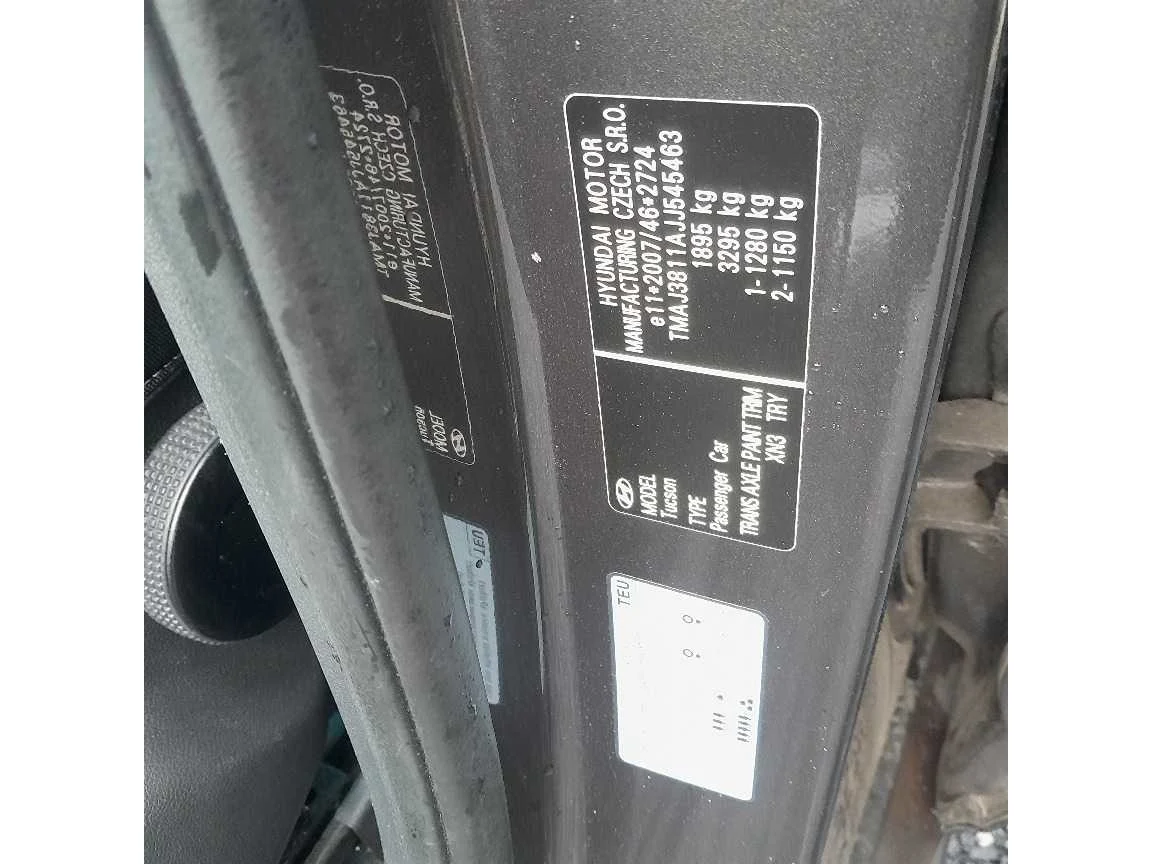 HYUNDAI MOTOR
MANUFACTURING CZECH S.R.O.
e11*2007/46*2724
TMAJ3811AJJ545463
1895 kg
3295 kg
1-1280 kg
2-1150 kg
MODEL
Tucson
TYPE
Passenger Car
TRANS AXLE PAINT TRIM
XN3 TRY
TEU